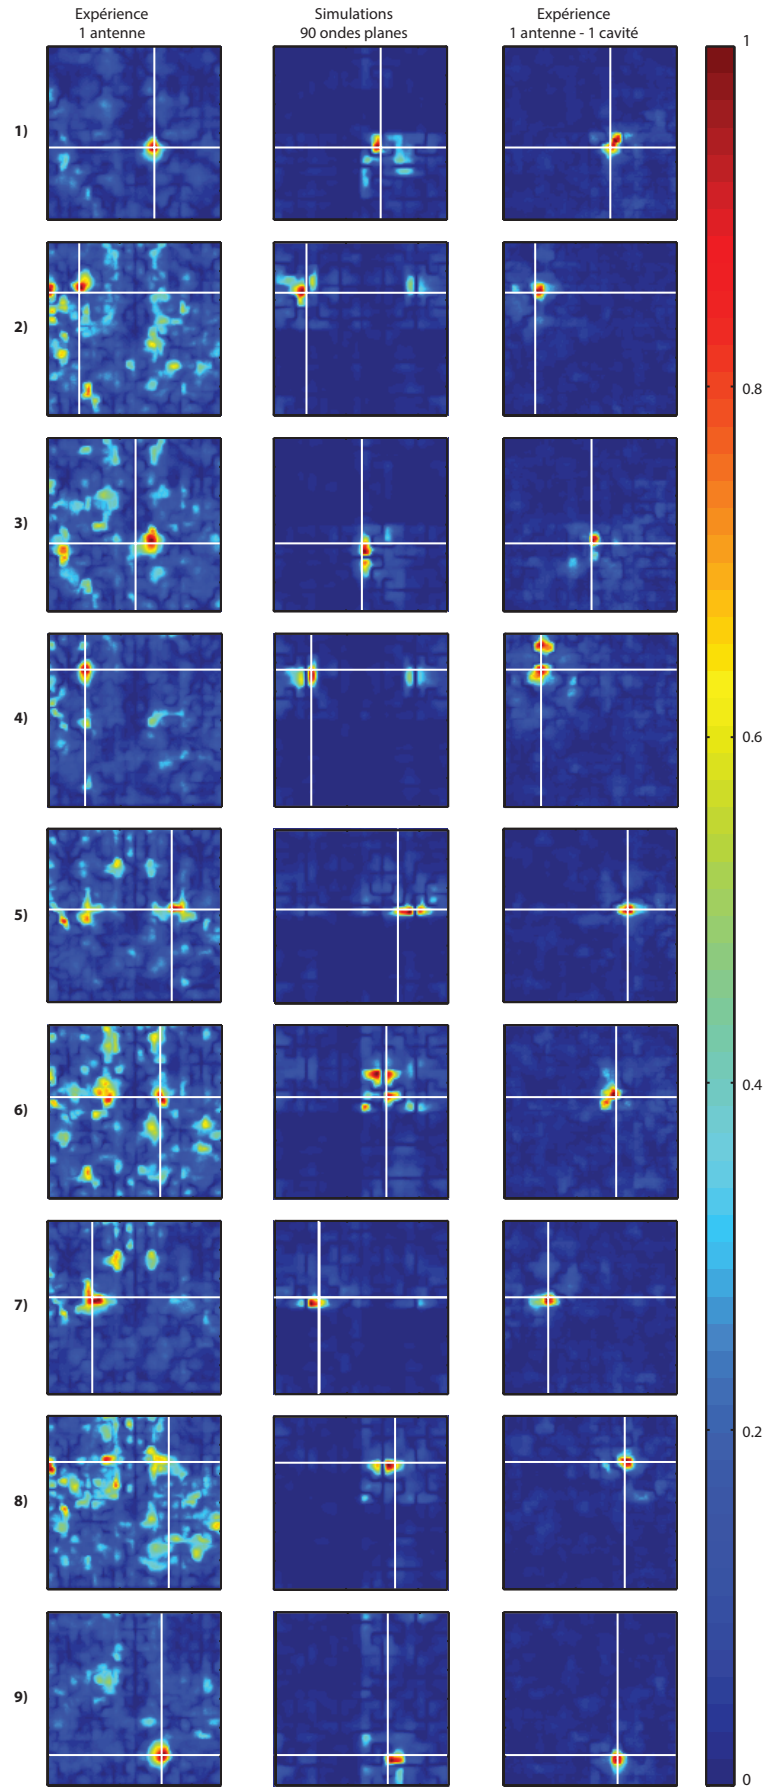 Expérience
1 antenne
Simulations
90 ondes planes
Expérience
1 antenne - 1 cavité
1
1)
2)
0.8
3)
4)
0.6
5)
6)
0.4
7)
0.2
8)
9)
0